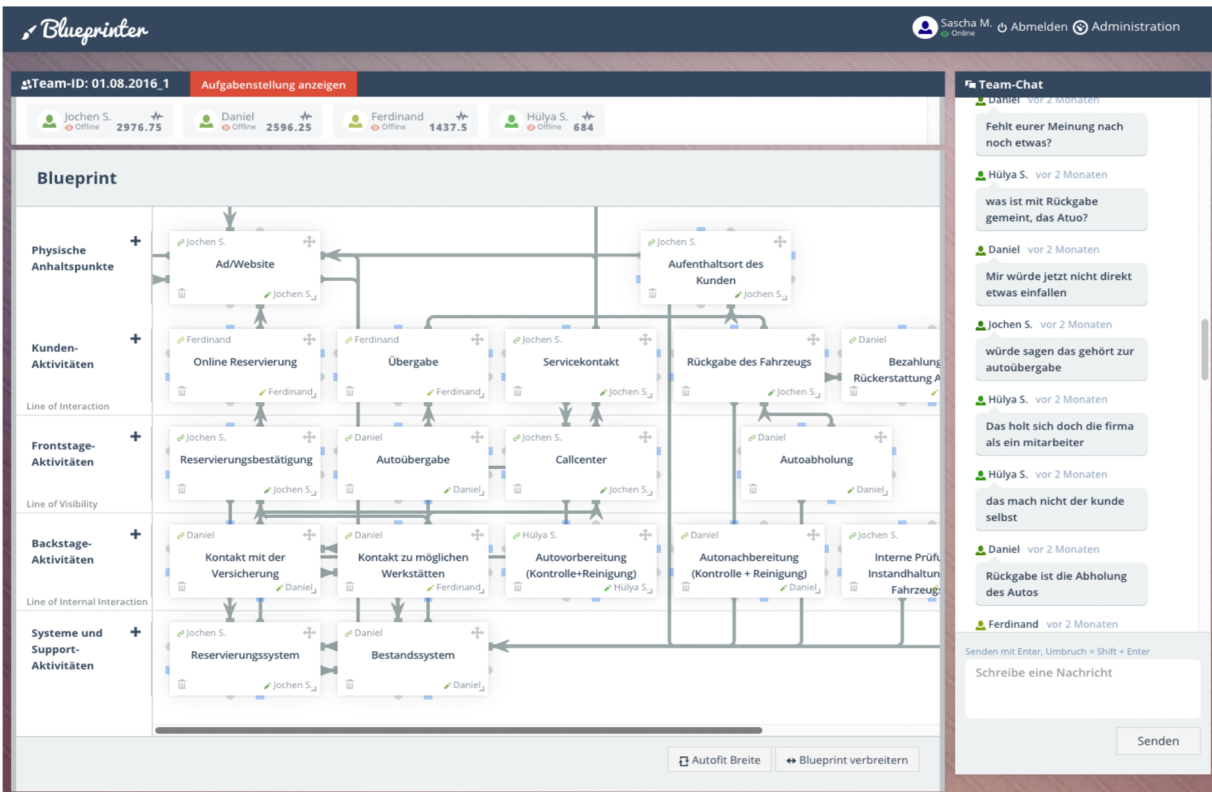 Blueprinter
Sascha M.
Online
Abmelden
Administration
Team-ID: 01.08.2016_1
Aufgabenstellung anzeigen
Jochen S.
Offline
2976.75
Daniel
Offline
2596.25
Ferdinand
Offline
1437.5
Hülya S.
Offline
684
Blueprint
Physische
Anhaltspunkte
+
Jochen S.
Ad/Website
Jochen S.
Jochen S.
Aufenthaltsort des
Kunden
Jochen S.
Kunden-
Aktivitäten
+
Line of Interaction
Ferdinand
Online Reservierung
Ferdinand
Ferdinand
Übergabe
Ferdinand
Jochen S.
Servicekontakt
Jochen S.
Rückgabe des Fahrzeugs
Jochen S.
Daniel
Bezahlung
Rückerstattung A
Frontstage-
Aktivitäten
+
Line of Visibility
Jochen S.
Reservierungsbestätigung
Jochen S.
Daniel
Autoübergabe
Daniel
Jochen S.
Callcenter
Jochen S.
Daniel
Autoabholung
Daniel
Backstage-
Aktivitäten
+
Line of Internal Interaction
Daniel
Kontakt mit der
Versicherung
Daniel
Daniel
Kontakt zu möglichen
Werkstätten
Ferdinand
Hülya S.
Autovorbereitung
(Kontrolle+Reinigung)
Hülya S.
Daniel
Autonachbereitung
(Kontrolle + Reinigung)
Daniel
Jochen S.
Interne Prüfu
Instandhaltun
Fahrzeugs
Systeme und
Support-
Aktivitäten
+
Jochen S.
Reservierungssystem
Jochen S.
Daniel
Bestandssystem
Daniel
Autofit Breite
Blueprint verbreitern
Team-Chat
Daniel vor 2 Monaten
Fehlt eurer Meinung nach
noch etwas?
Hülya S. vor 2 Monaten
was ist mit Rückgabe
gemeint, das Atuo?
Daniel vor 2 Monaten
Mir würde jetzt nicht direkt
etwas einfallen
Jochen S. vor 2 Monaten
würde sagen das gehört zur
autoübergabe
Hülya S. vor 2 Monaten
Das holt sich doch die firma
als ein mitarbeiter
Hülya S. vor 2 Monaten
das mach nicht der kunde
selbst
Daniel vor 2 Monaten
Rückgabe ist die Abholung
des Autos
Ferdinand vor 2 Monaten
Senden mit Enter, Umbruch = Shift + Enter
Schreibe eine Nachricht
Senden